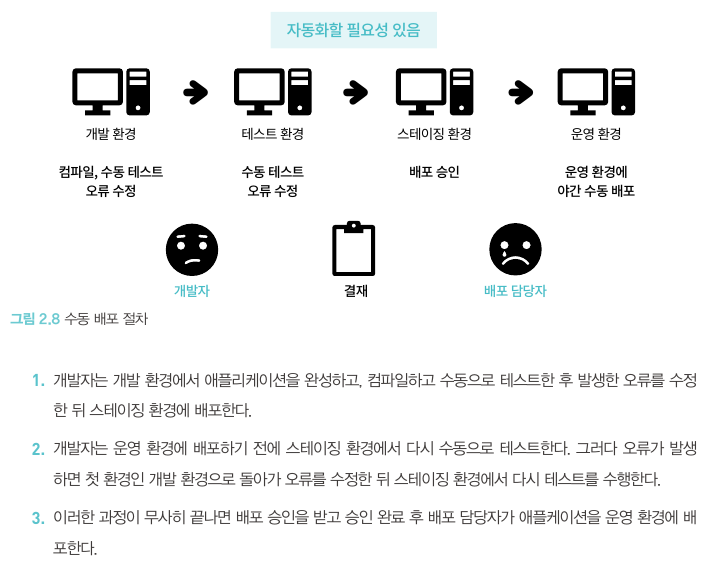 자동화할 필요성 있음
개발 환경
테스트 환경
스테이징 환경
운영 환경
컴파일, 수동 테스트
오류 수정
수동 테스트
오류 수정
배포 승인
운영 환경에
야간 수동 배포
개발자
결재
배포 담당자
그림 2.8 수동 배포 절차
1. 개발자는 개발 환경에서 애플리케이션을 완성하고, 컴파일하고 수동으로 테스트한 후 발생한 오류를 수정
한 뒤 스테이징 환경에 배포한다.
2. 개발자는 운영 환경에 배포하기 전에 스테이징 환경에서 다시 수동으로 테스트한다. 그러다 오류가 발생
하면 첫 환경인 개발 환경으로 돌아가 오류를 수정한 뒤 스테이징 환경에서 다시 테스트를 수행한다.
3. 이러한 과정이 무사히 끝나면 배포 승인을 받고 승인 완료 후 배포 담당자가 애플케이션을 운영 환경에 배
포한다.